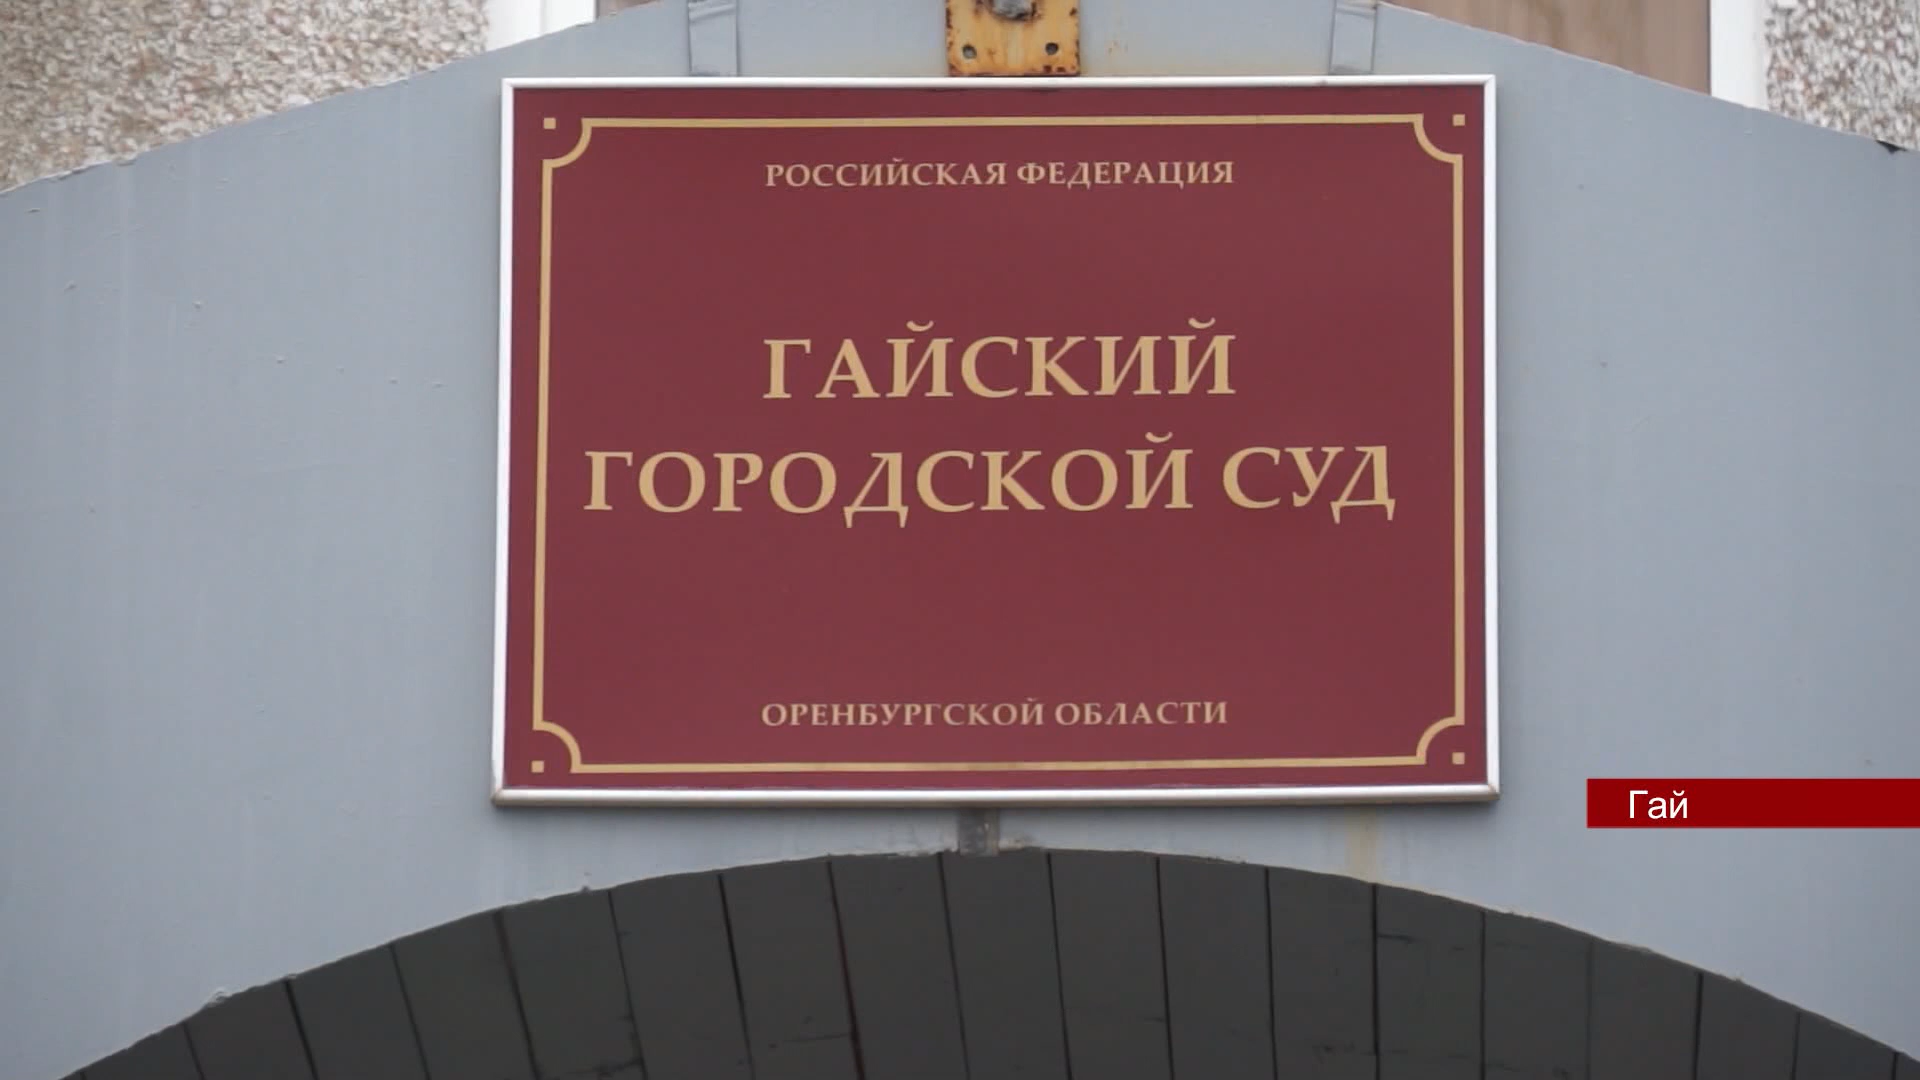 РОССИЙСКАЯ ФЕДЕРАЦИЯ
ГАЙСКИЙ
ГОРОДСКОЙ СУД
ОРЕНБУРГСКОЙ ОБЛАСТИ
Гай